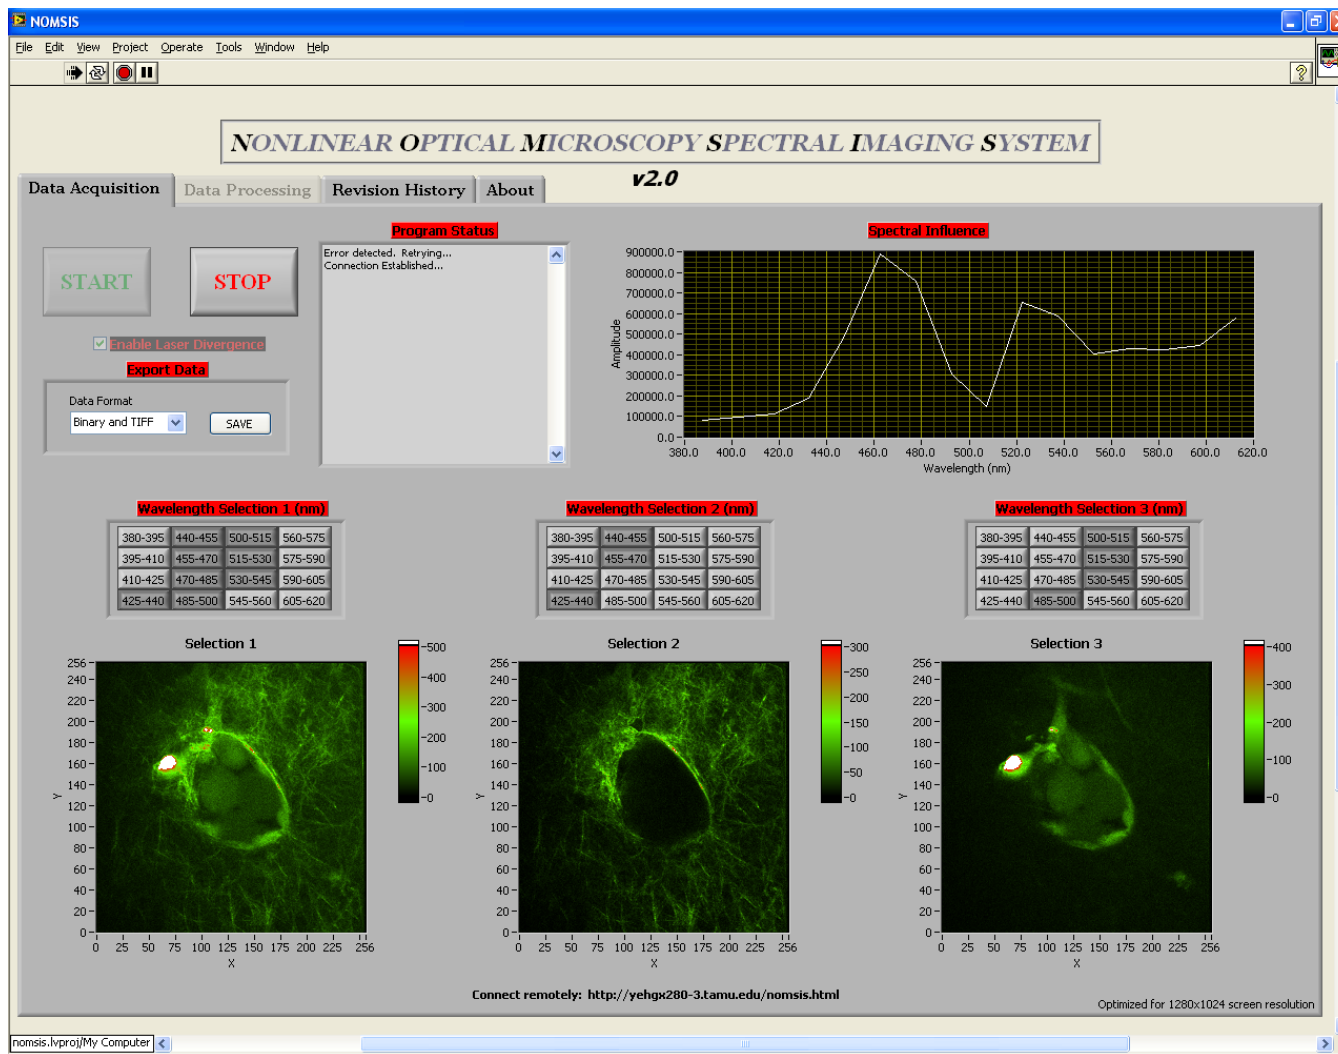 NOMSIS
File Edit View Project Operate Tools Window Help
NONLINEAR OPTICAL MICROSCOPY SPECTRAL IMAGING SYSTEM
v2.0
Data Acquisition Data Processing Revision History About
START STOP
Enable Laser Divergence
Export Data
Data Format
Binary and TIFF SAVE
Program Status
Error detected. Retrying...
Connection Established...
Spectral Influence
900000.0
800000.0
700000.0
600000.0
500000.0
400000.0
300000.0
200000.0
100000.0
0.0
Amplitude
380.0 400.0 420.0 440.0 460.0 480.0 500.0 520.0 540.0 560.0 580.0 600.0 620.0
Wavelength (nm)
Wavelength Selection 1 (nm)
380-395 440-455 500-515 560-575
395-410 455-470 515-530 575-590
410-425 470-485 530-545 590-605
425-440 485-500 545-560 605-620
Wavelength Selection 2 (nm)
380-395 440-455 500-515 560-575
395-410 455-470 515-530 575-590
410-425 470-485 530-545 590-605
425-440 485-500 545-560 605-620
Wavelength Selection 3 (nm)
380-395 440-455 500-515 560-575
395-410 455-470 515-530 575-590
410-425 470-485 530-545 590-605
425-440 485-500 545-560 605-620
Selection 1
256
240
220
200
180
160
140
120
100
80
60
40
20
0
Y
0 25 50 75 100 125 150 175 200 225 256
X
500
400
300
200
100
0
Selection 2
256
240
220
200
180
160
140
120
100
80
60
40
20
0
Y
0 25 50 75 100 125 150 175 200 225 256
X
300
250
200
150
100
50
0
Selection 3
256
240
220
200
180
160
140
120
100
80
60
40
20
0
Y
0 25 50 75 100 125 150 175 200 225 256
X
400
300
200
100
0
Connect remotely: http://yehgx280-3.tamu.edu/nomsis.html
Optimized for 1280x1024 screen resolution
nomsis.lvproj/My Computer